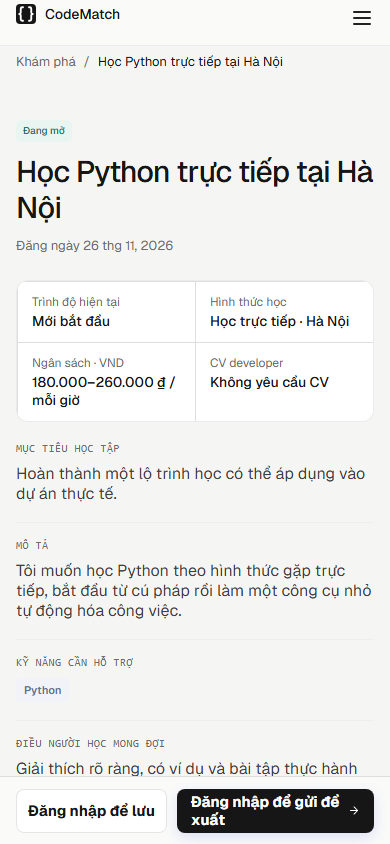 {} CodeMatch
Khám phá / Học Python trực tiếp tại Hà Nội
Đang mở
Học Python trực tiếp tại Hà
Nội
Đăng ngày 26 thg 11, 2026
Trình độ hiện tại
Mới bắt đầu
Hình thức học
Học trực tiếp · Hà Nội
Ngân sách · VND
180.000–260.000 ₫ /
mỗi giờ
CV developer
Không yêu cầu CV
MỤC TIÊU HỌC TẬP
Hoàn thành một lộ trình học có thể áp dụng vào
dự án thực tế.
MÔ TẢ
Tôi muốn học Python theo hình thức gặp trực
tiếp, bắt đầu từ cú pháp rồi làm một công cụ nhỏ
tự động hóa công việc.
KỸ NĂNG CẦN HỖ TRỢ
Python
ĐIỀU NGƯỜI HỌC MONG ĐỢI
Giải thích rõ ràng, có ví dụ và bài tập thực hành
Đăng nhập để lưu
Đăng nhập để gửi đề
xuất →